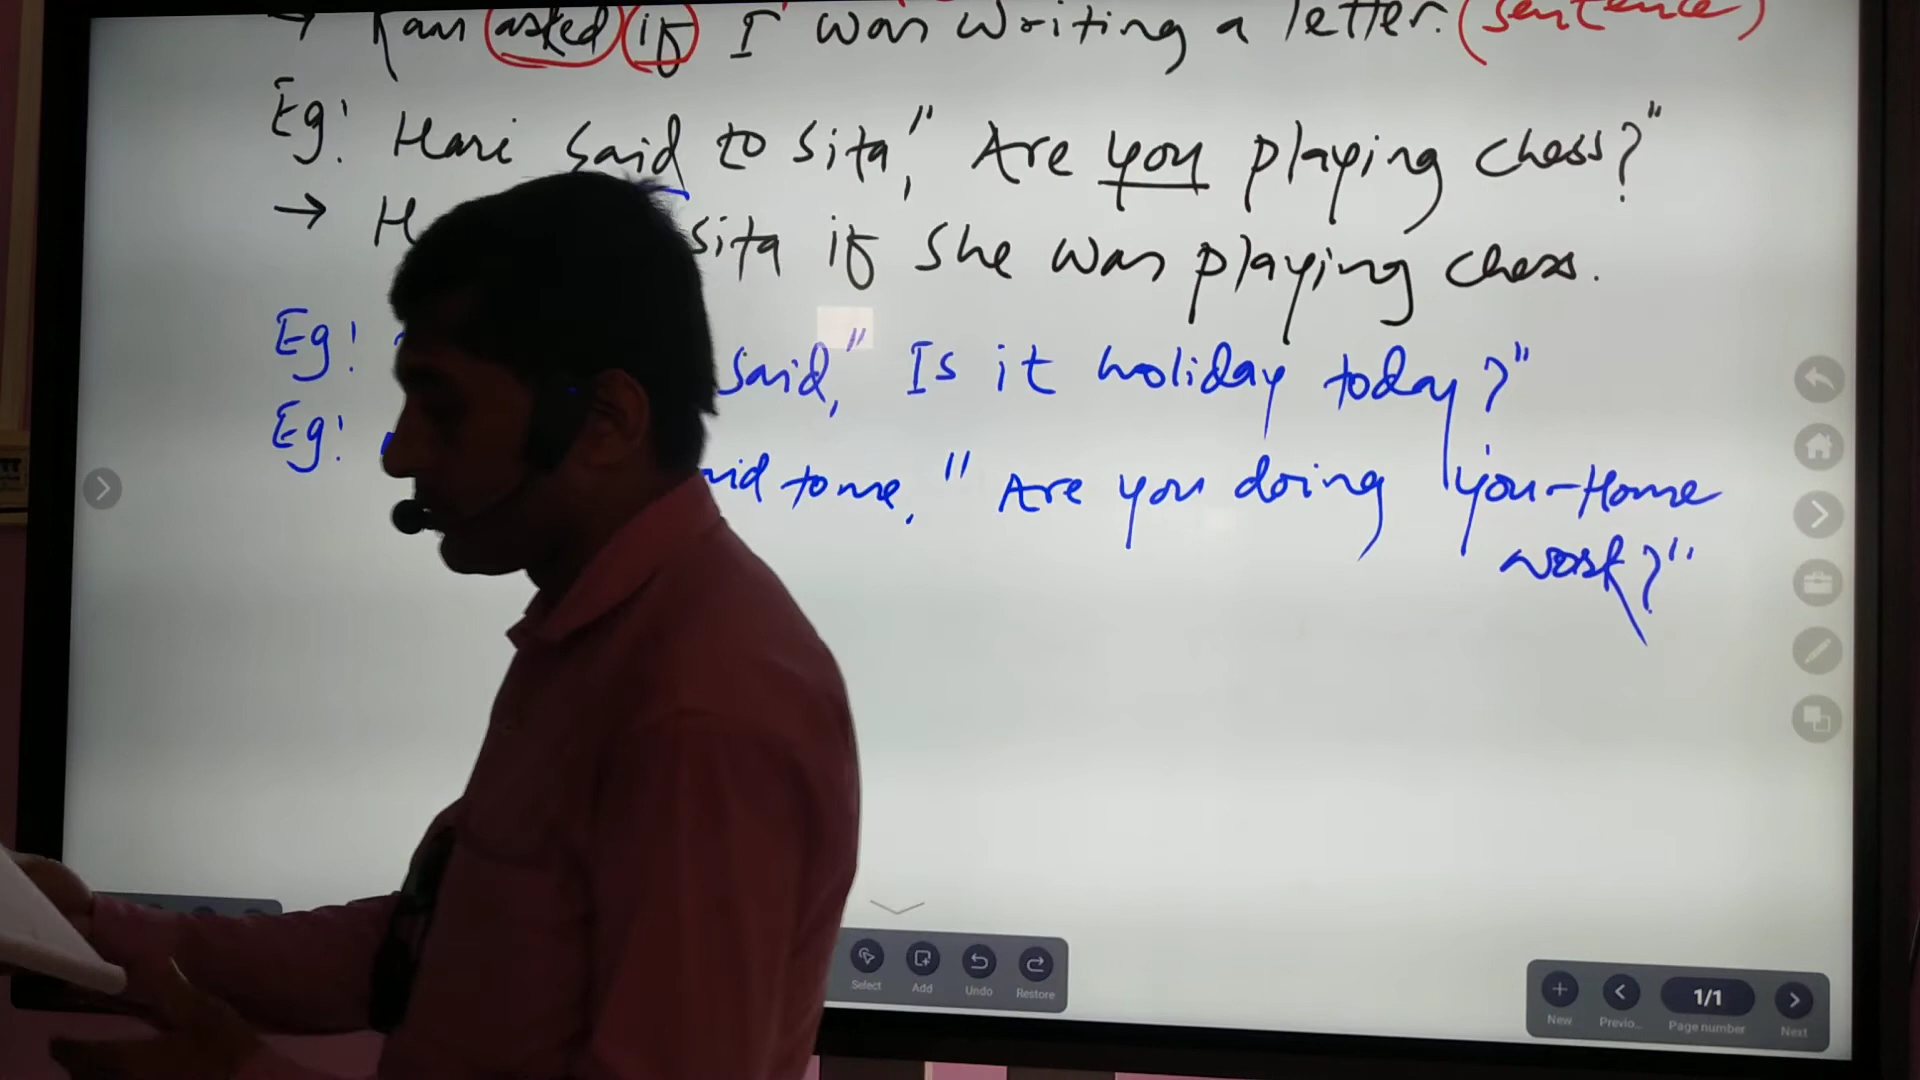 → Ram asked if I was writing a letter. (sentence)
Eg: Hari said to Sita, " Are you playing chess?"
→ H Sita if she was playing chess.
Eg: said, " Is it holiday today?"
Eg: to me, " Are you doing your Home
work?"
Select Add Undo Restore
New Previo... 1/1 Page number Next